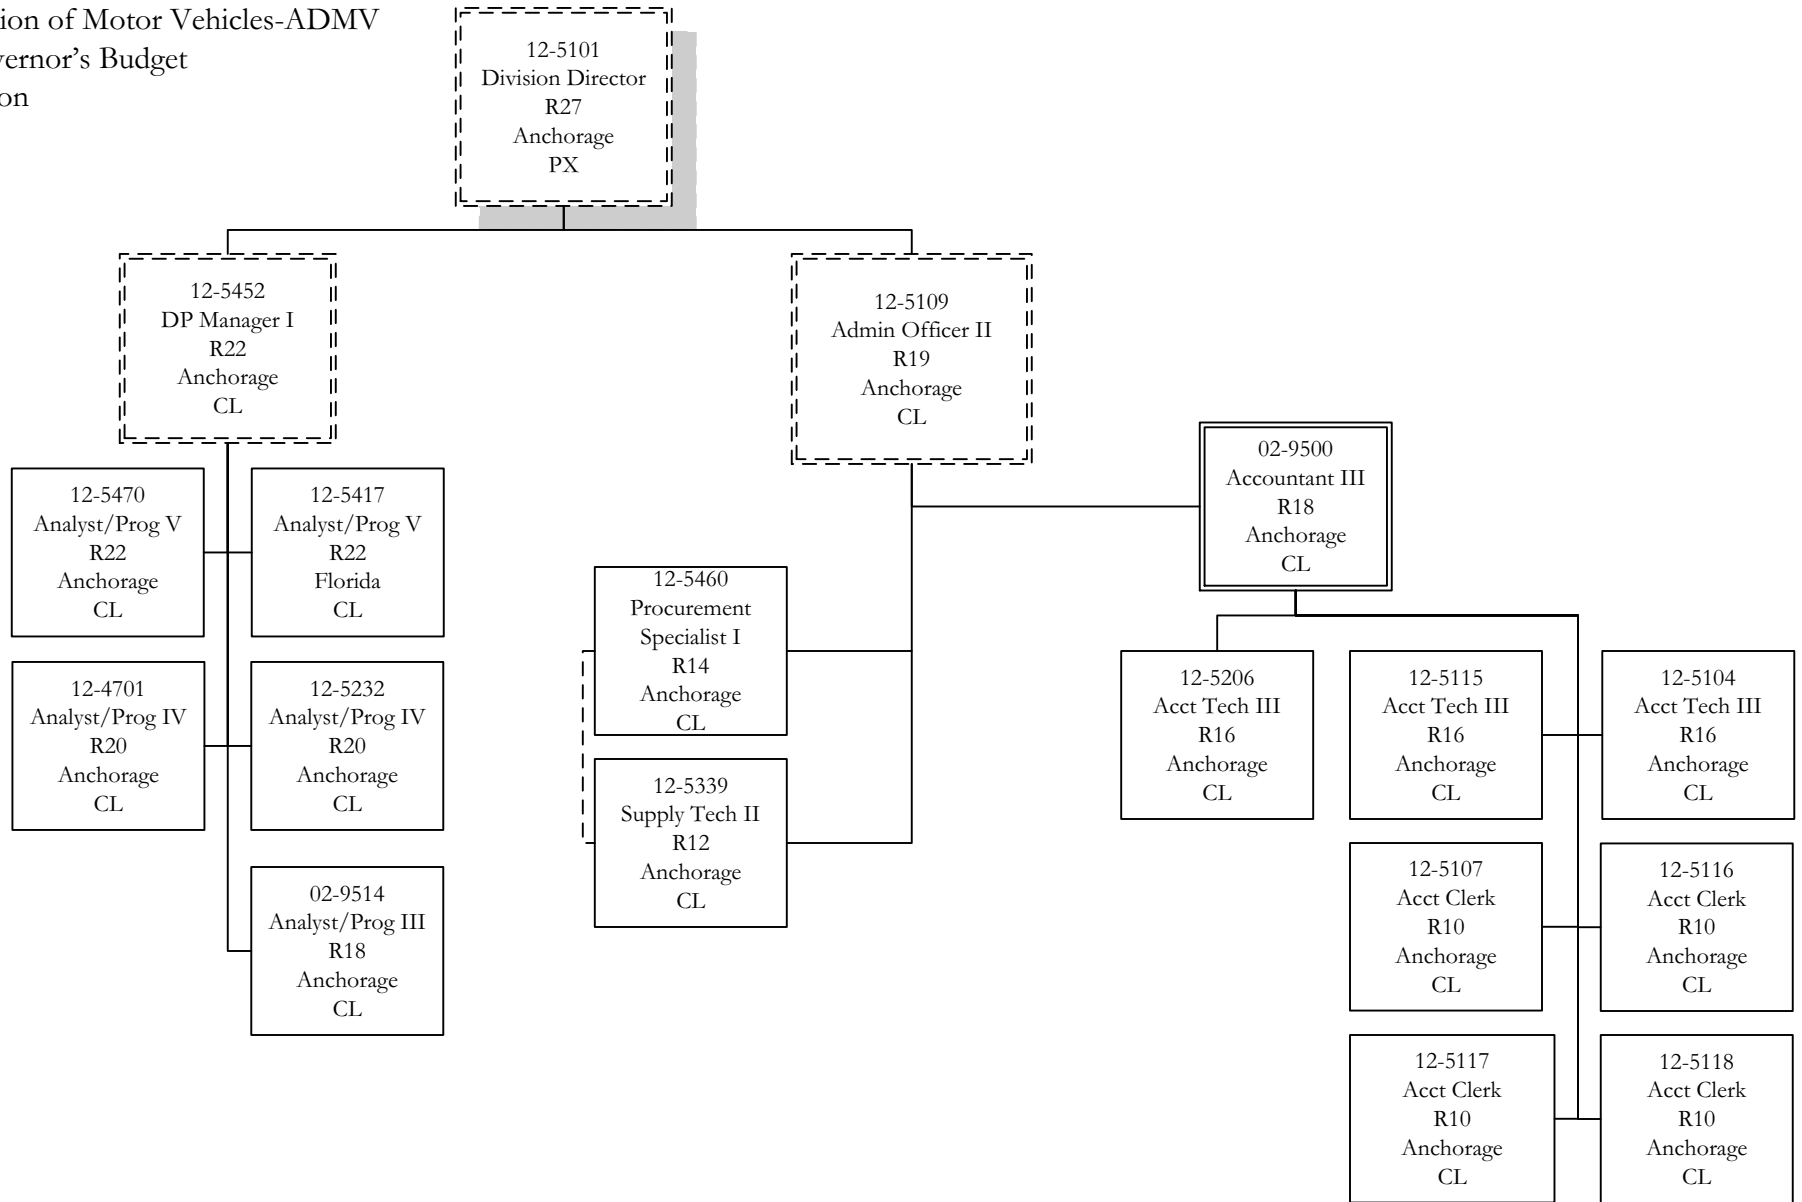 ion of Motor Vehicles-ADMV
vernor's Budget
on
12-5101
Division Director
R27
Anchorage
PX
12-5452
DP Manager I
R22
Anchorage
CL
12-5109
Admin Officer II
R19
Anchorage
CL
02-9500
Accountant III
R18
Anchorage
CL
12-5470
Analyst/Prog V
R22
Anchorage
CL
12-5417
Analyst/Prog V
R22
Florida
CL
12-4701
Analyst/Prog IV
R20
Anchorage
CL
12-5232
Analyst/Prog IV
R20
Anchorage
CL
02-9514
Analyst/Prog III
R18
Anchorage
CL
12-5460
Procurement
Specialist I
R14
Anchorage
CL
12-5339
Supply Tech II
R12
Anchorage
CL
12-5206
Acct Tech III
R16
Anchorage
CL
12-5115
Acct Tech III
R16
Anchorage
CL
12-5104
Acct Tech III
R16
Anchorage
CL
12-5107
Acct Clerk
R10
Anchorage
CL
12-5116
Acct Clerk
R10
Anchorage
CL
12-5117
Acct Clerk
R10
Anchorage
CL
12-5118
Acct Clerk
R10
Anchorage
CL